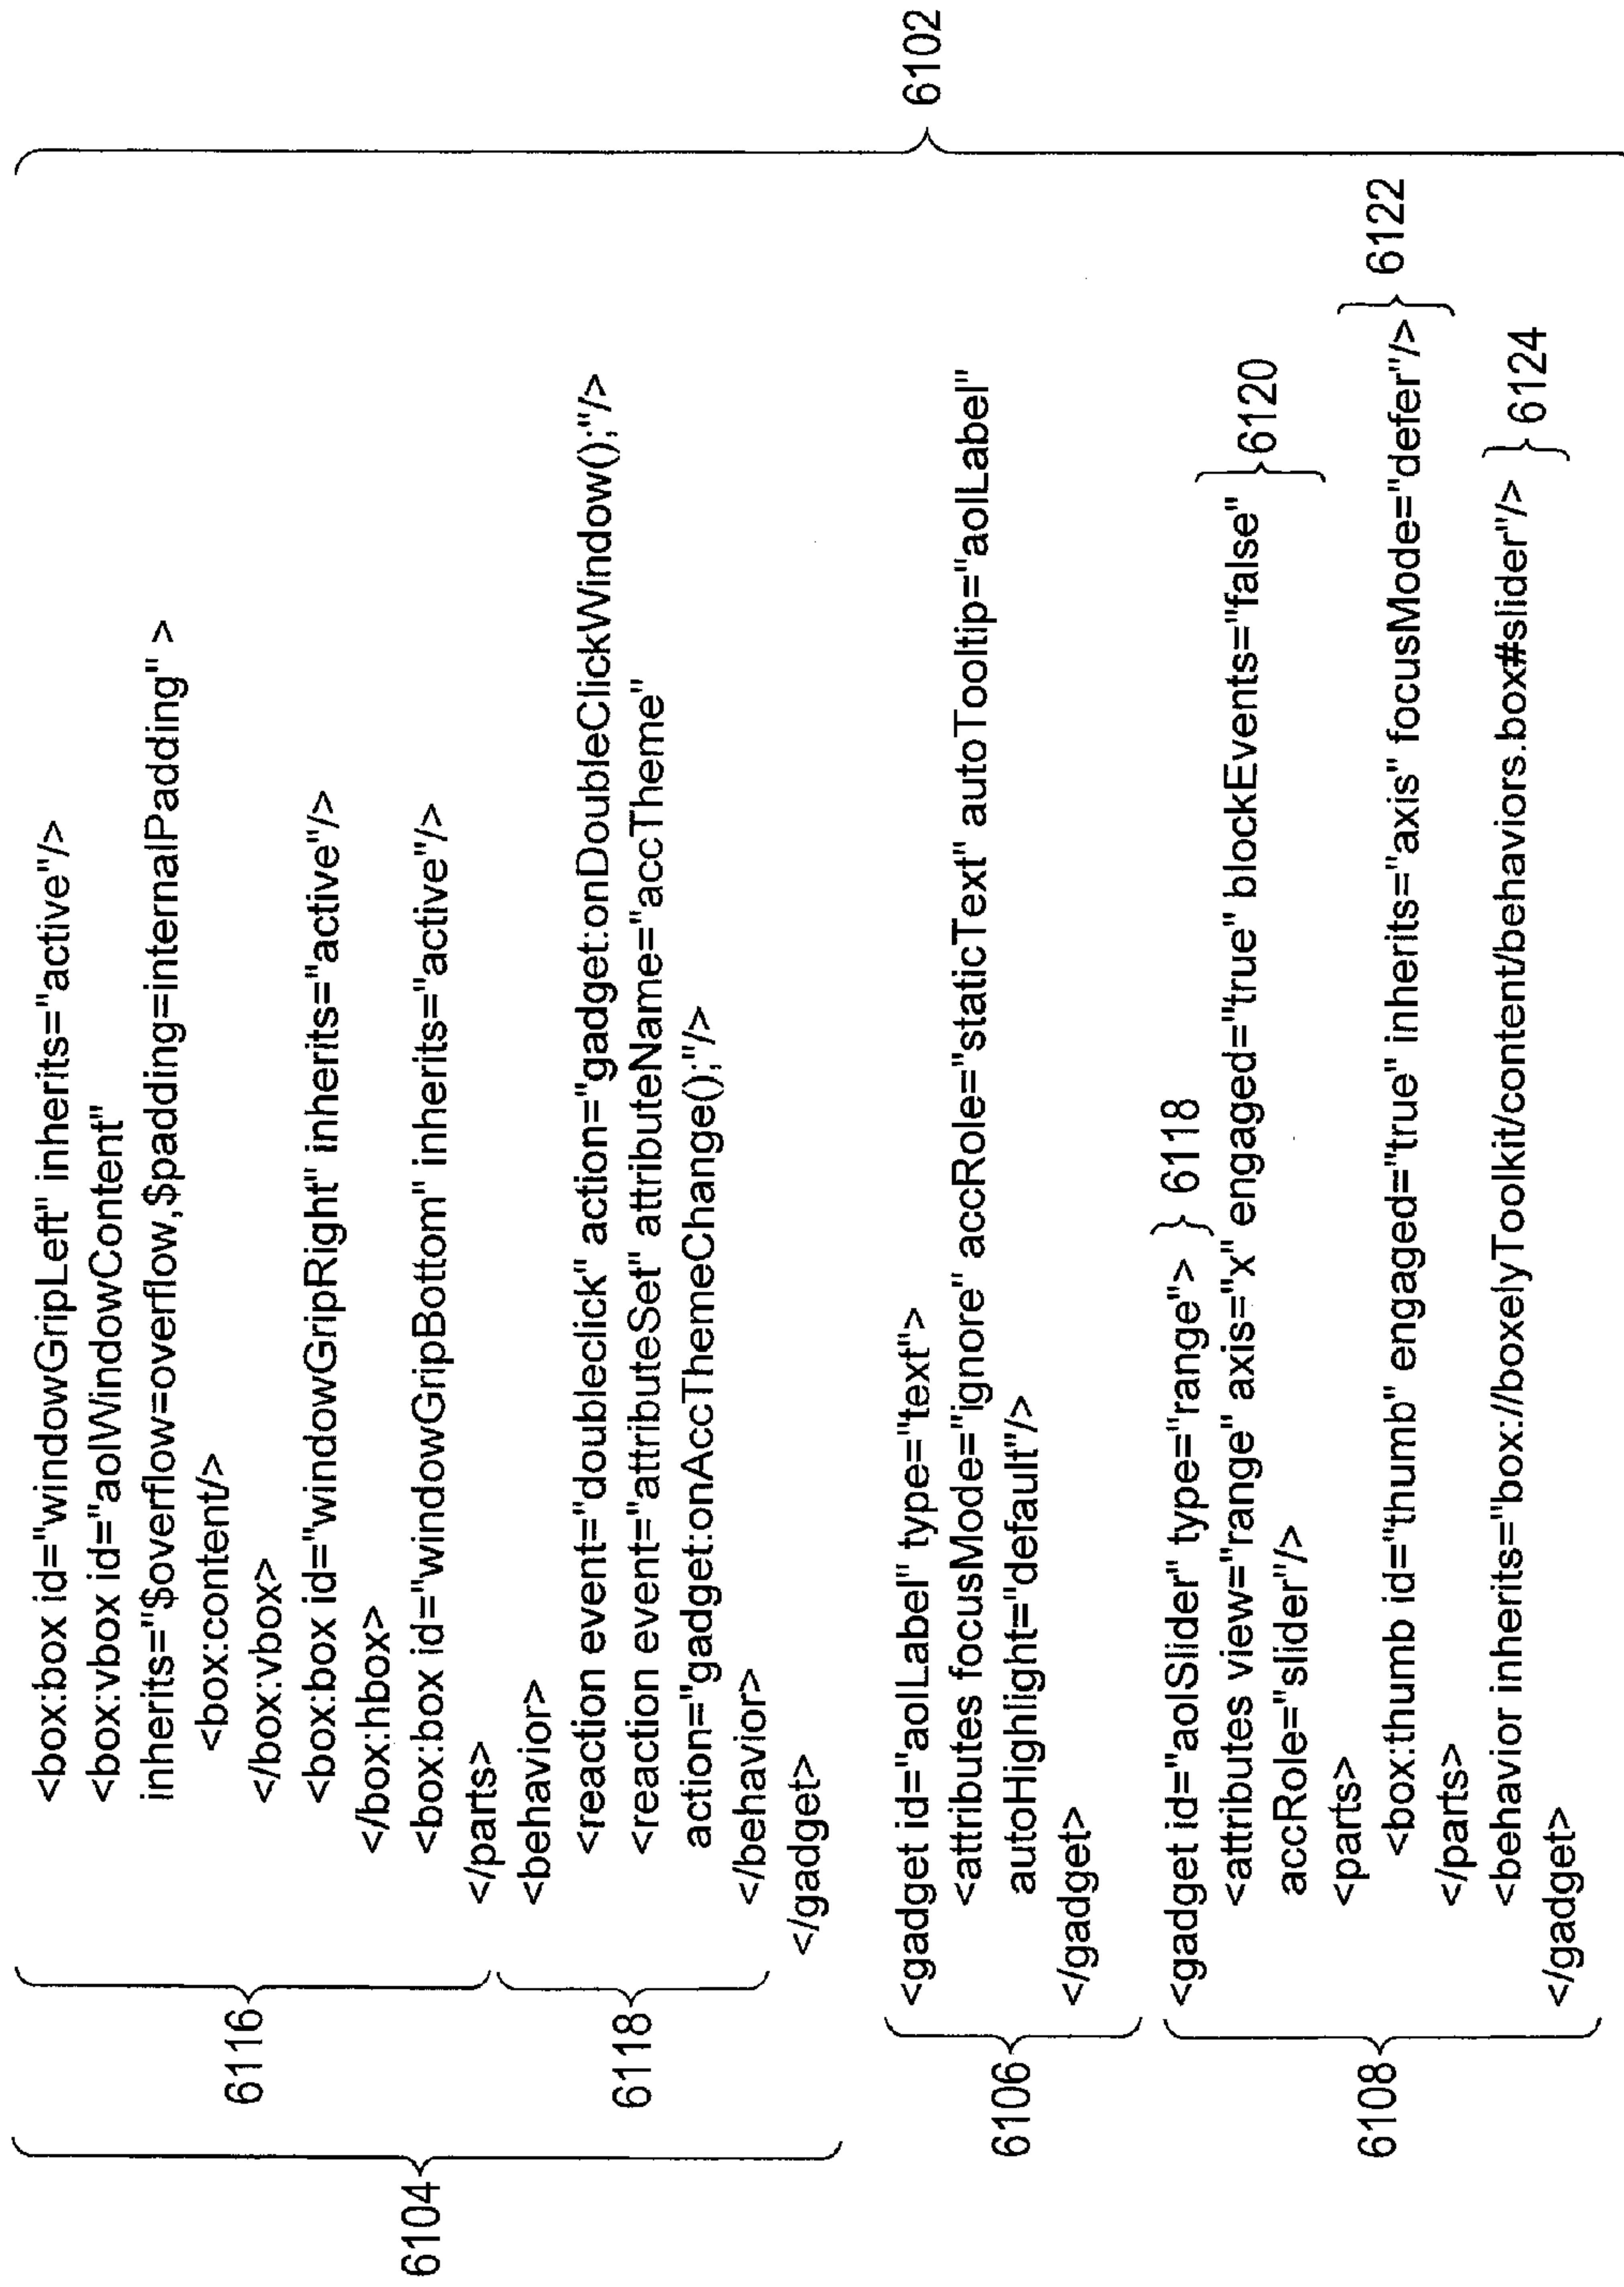 <box:box id="windowGripLeft" inherits="active"/>
<box:vbox id="aolWindowContent"
inherits="$overflow=overflow,$padding=internalPadding" >
<box:content/>
</box:vbox>
<box:box id="windowGripRight" inherits="active"/>
</box:hbox>
<box:box id="windowGripBottom" inherits="active"/>
</parts>
6116
<behavior>
<reaction event="doubleclick" action="gadget:onDoubleClickWindow();"/>
<reaction event="attributeSet" attributeName="accTheme"
action="gadget:onAccThemeChange();"/>
</behavior>
6118
</gadget>
6104
<gadget id="aolLabel" type="text">
<attributes focusMode="ignore" accRole="staticText" autoTooltip="aolLabel"
autoHighlight="default"/>
</gadget>
6106
6102
<gadget id="aolSlider" type="range"> 6118
<attributes view="range" axis="x" engaged="true" blockEvents="false"
accRole="slider"/>
6120
<parts>
<box:thumb id="thumb" engaged="true" inherits="axis" focusMode="defer"/>
</parts>
6122
<behavior inherits="box://boxelyToolkit/content/behaviors.box#slider"/> 6124
</gadget>
6108